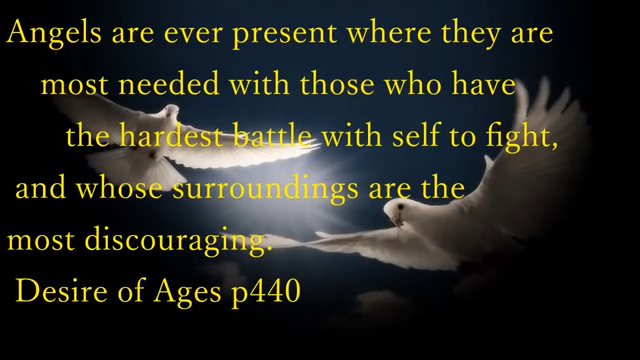 Angels are ever present where they are
most needed with those who have
the hardest battle with self to fight,
and whose surroundings are the
most discouraging.
Desire of Ages p440